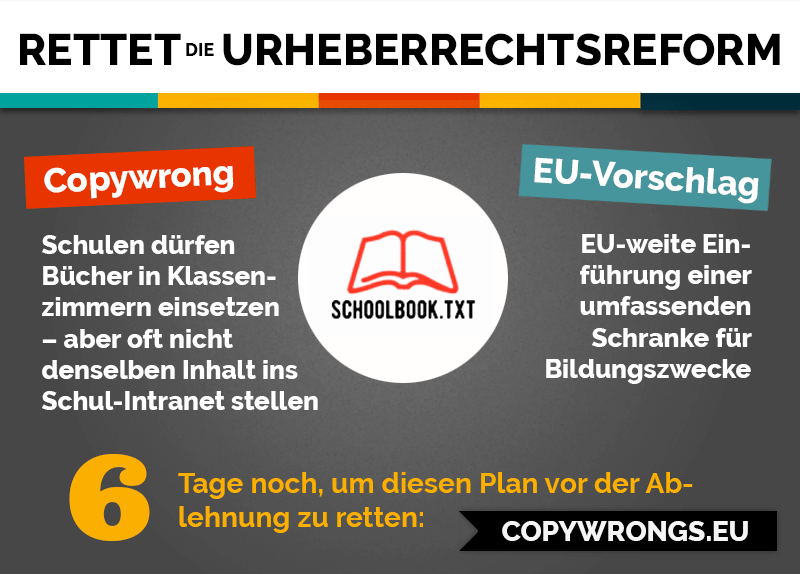 RETTET DIE URHEBERRECHTSREFORM
Copywrong
Schulen dürfen
Bücher in Klassen-
zimmern einsetzen
– aber oft nicht
denselben Inhalt ins
Schul-Intranet stellen
SCHOOLBOOK.TXT
EU-Vorschlag
EU-weite Ein-
führung einer
umfassenden
Schranke für
Bildungszwecke
6
Tage noch, um diesen Plan vor der Ab-
lehnung zu retten:
COPYWRONGS.EU